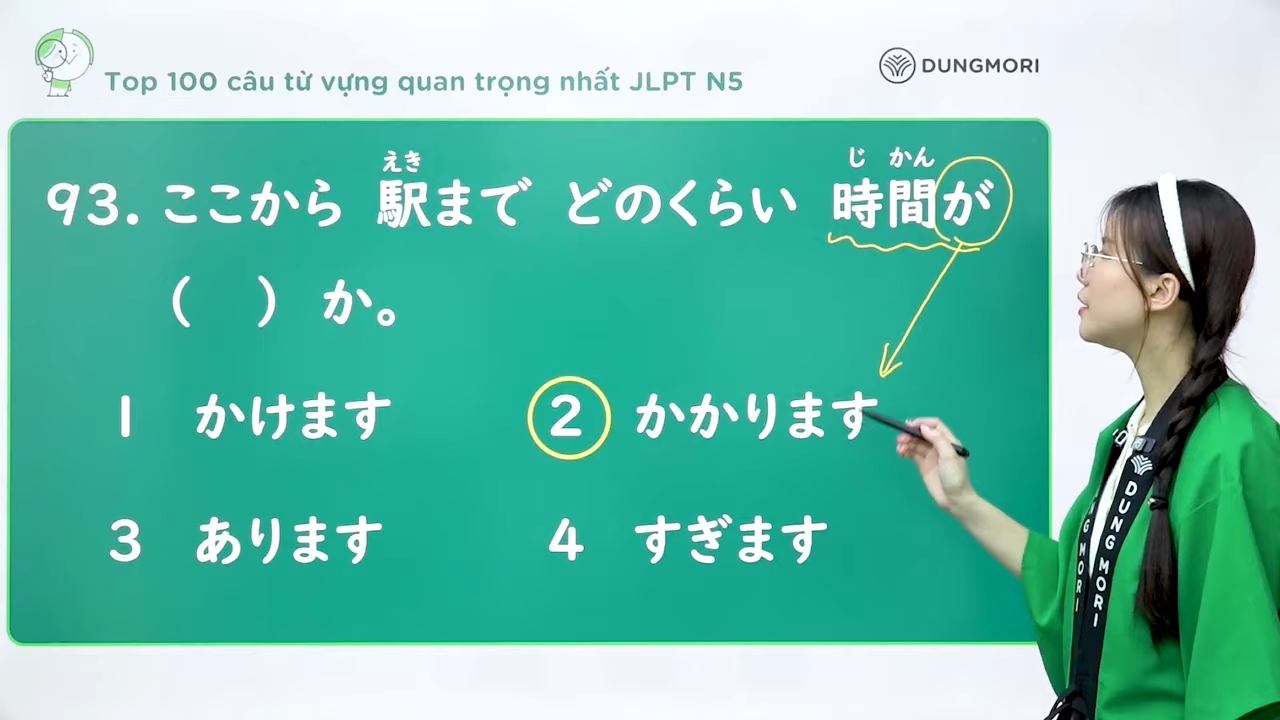 Top 100 câu từ vựng quan trọng nhất JLPT N5
DUNGMORI
えき じ かん
93. ここから 駅まで どのくらい 時間が
( ) か。
1 かけます
2 かかります
3 あります
4 すぎます
DUNG MORI
DUNG MORI